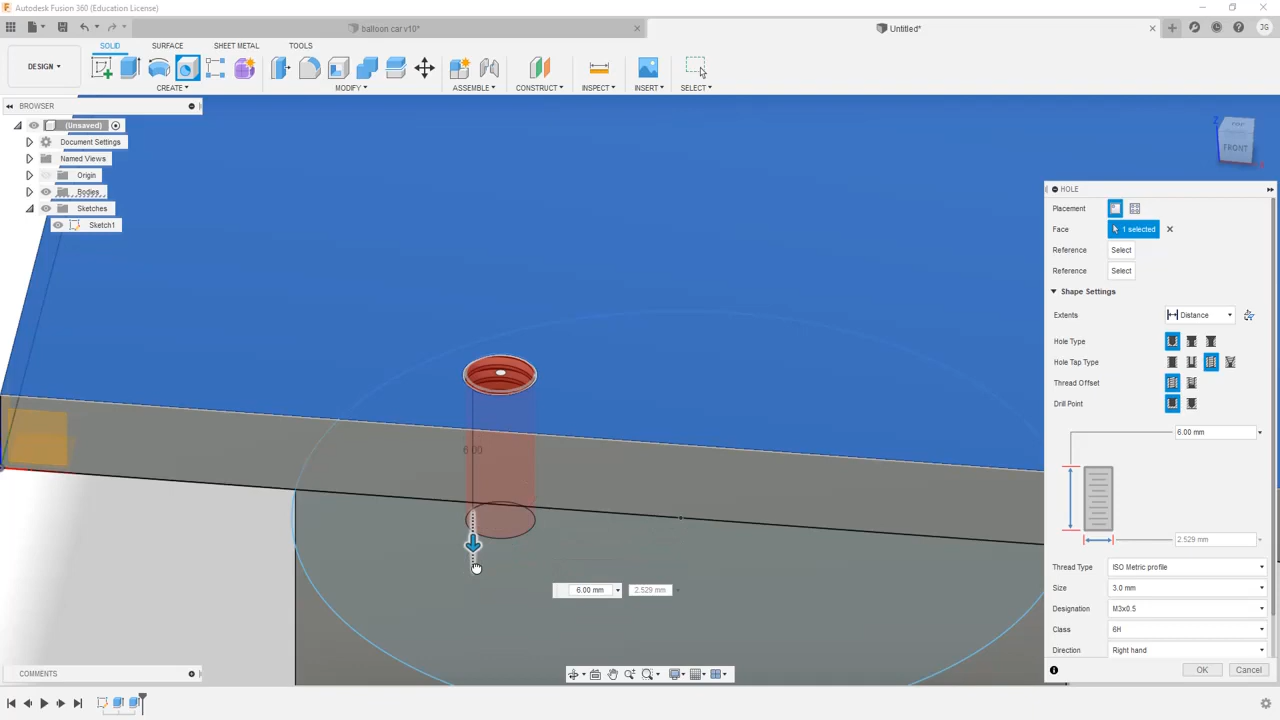 Autodesk Fusion 360 (Education License)
balloon car v10*
Untitled*
JG
DESIGN
SOLID SURFACE SHEET METAL TOOLS
CREATE MODIFY ASSEMBLE CONSTRUCT INSPECT INSERT SELECT
BROWSER
(Unsaved)
Document Settings
Named Views
Origin
Bodies
Sketches
Sketch1
Z
TOP
FRONT
X
HOLE
Placement
Face 1 selected
Reference Select
Reference Select
Shape Settings
Extents Distance
Hole Type
Hole Tap Type
Thread Offset
Drill Point
6.00 mm
2.529 mm
Thread Type ISO Metric profile
Size 3.0 mm
Designation M3x0.5
Class 6H
Direction Right hand
OK Cancel
6.00
6.00 mm 2.529 mm
COMMENTS